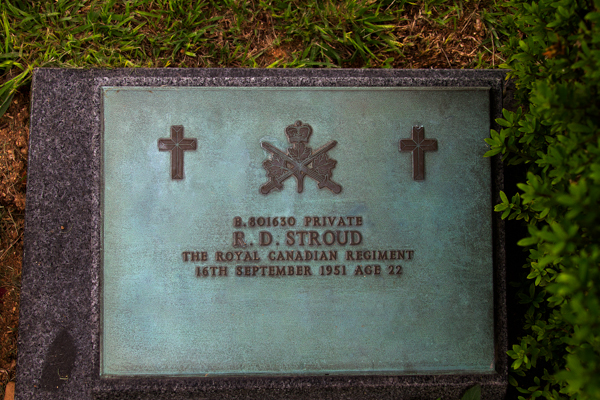 B.801630 PRIVATE
R. D. STROUD
THE ROYAL CANADIAN REGIMENT
16TH SEPTEMBER 1951 AGE 22